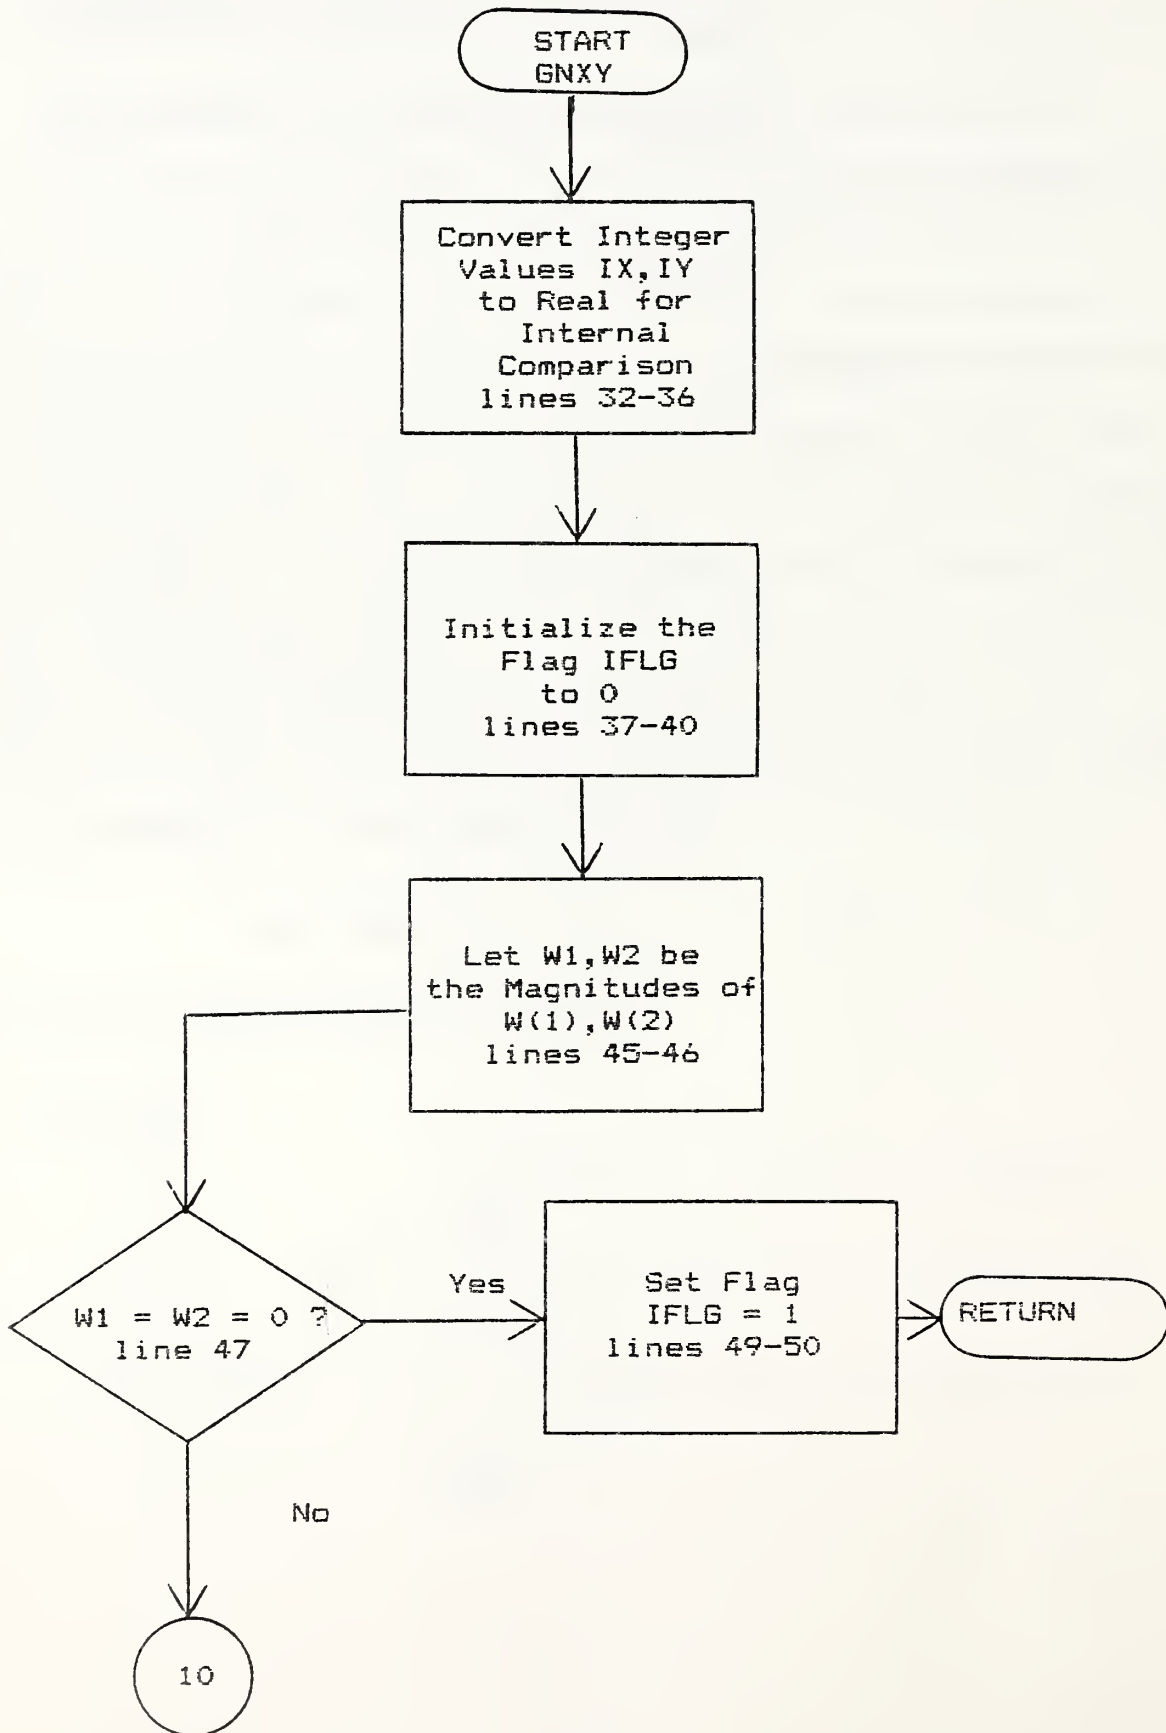 START
GNXY
Convert Integer
Values IX,IY
to Real for
Internal
Comparison
lines 32-36
Initialize the
Flag IFLG
to 0
lines 37-40
Let W1,W2 be
the Magnitudes of
W(1),W(2)
lines 45-46
W1 = W2 = 0 ?
line 47
Yes
Set Flag
IFLG = 1
lines 49-50
RETURN
No
10